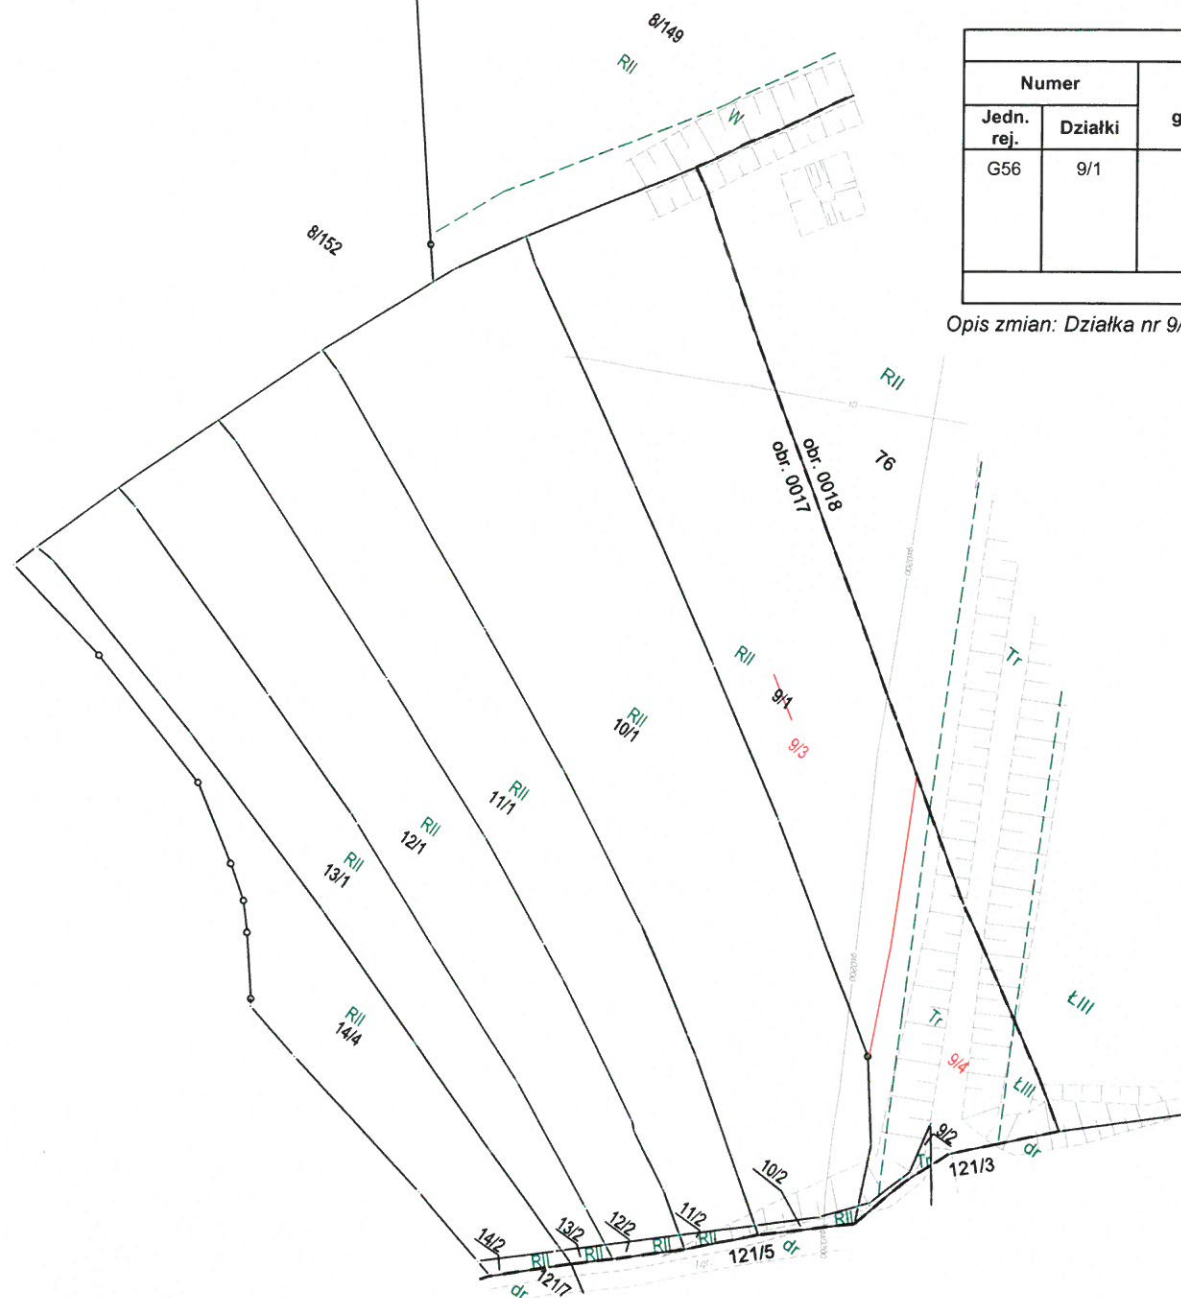 8/149
RII
W
8/152
Numer
Jedn. rej.
Działki
g
G56
9/1
Opis zmian: Działka nr 9/
RII
76
obr. 0018
obr. 0017
RII
9/1
9/3
Tr
RII
10/1
RII
11/1
RII
12/1
RII
13/1
RII
14/4
ŁIII
Tr
9/4
ŁIII
9/2
Tr
dr
121/3
10/2
11/2
12/2
13/2
14/2
RII
RII
RII
RII
RII
dr
121/5
121/7
dr